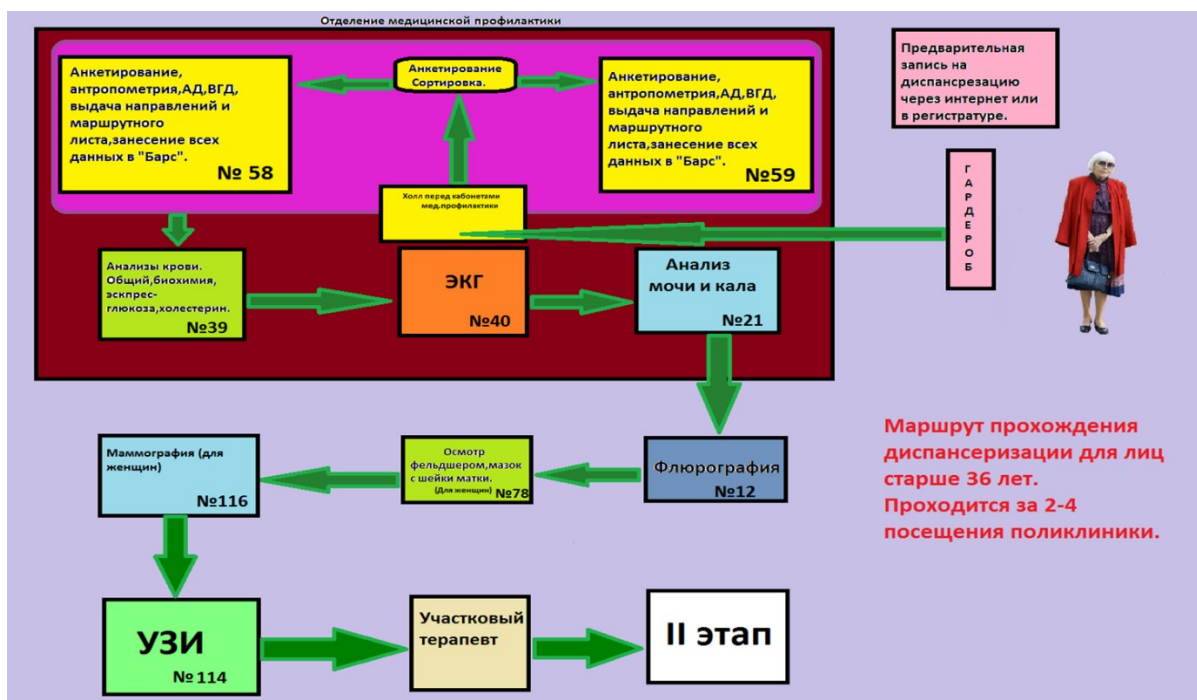 Отделение медицинской профилактики
Анкетирование,
антропометрия,АД,ВГД,
выдача направлений и
маршрутного
листа,занесение всех
данных в "Барс".
№ 58
Анкетирование
Сортировка.
Анкетирование,
антропометрия,АД,ВГД,
выдача направлений и
маршрутного
листа,занесение всех
данных в "Барс".
№59
Предварительная
запись на
диспансрезацию
через интернет или
в регистратуре.
ГАРДЕРОБ
Холл перед кабонетами
мед.профилактики
Анализы крови.
Общий,биохимия,
эскпрес-
глюкоза,холестерин.
№39
ЭКГ
№40
Анализ
мочи и кала
№21
Маммография (для
женщин)
№116
Осмотр
фельдшером,мазок
с шейки матки.
(Для женщин) №78
Флюрография
№12
Маршрут прохождения
диспансеризации для лиц
старше 36 лет.
Проходится за 2-4
посещения поликлиники.
УЗИ
№ 114
Участковый
терапевт
II этап